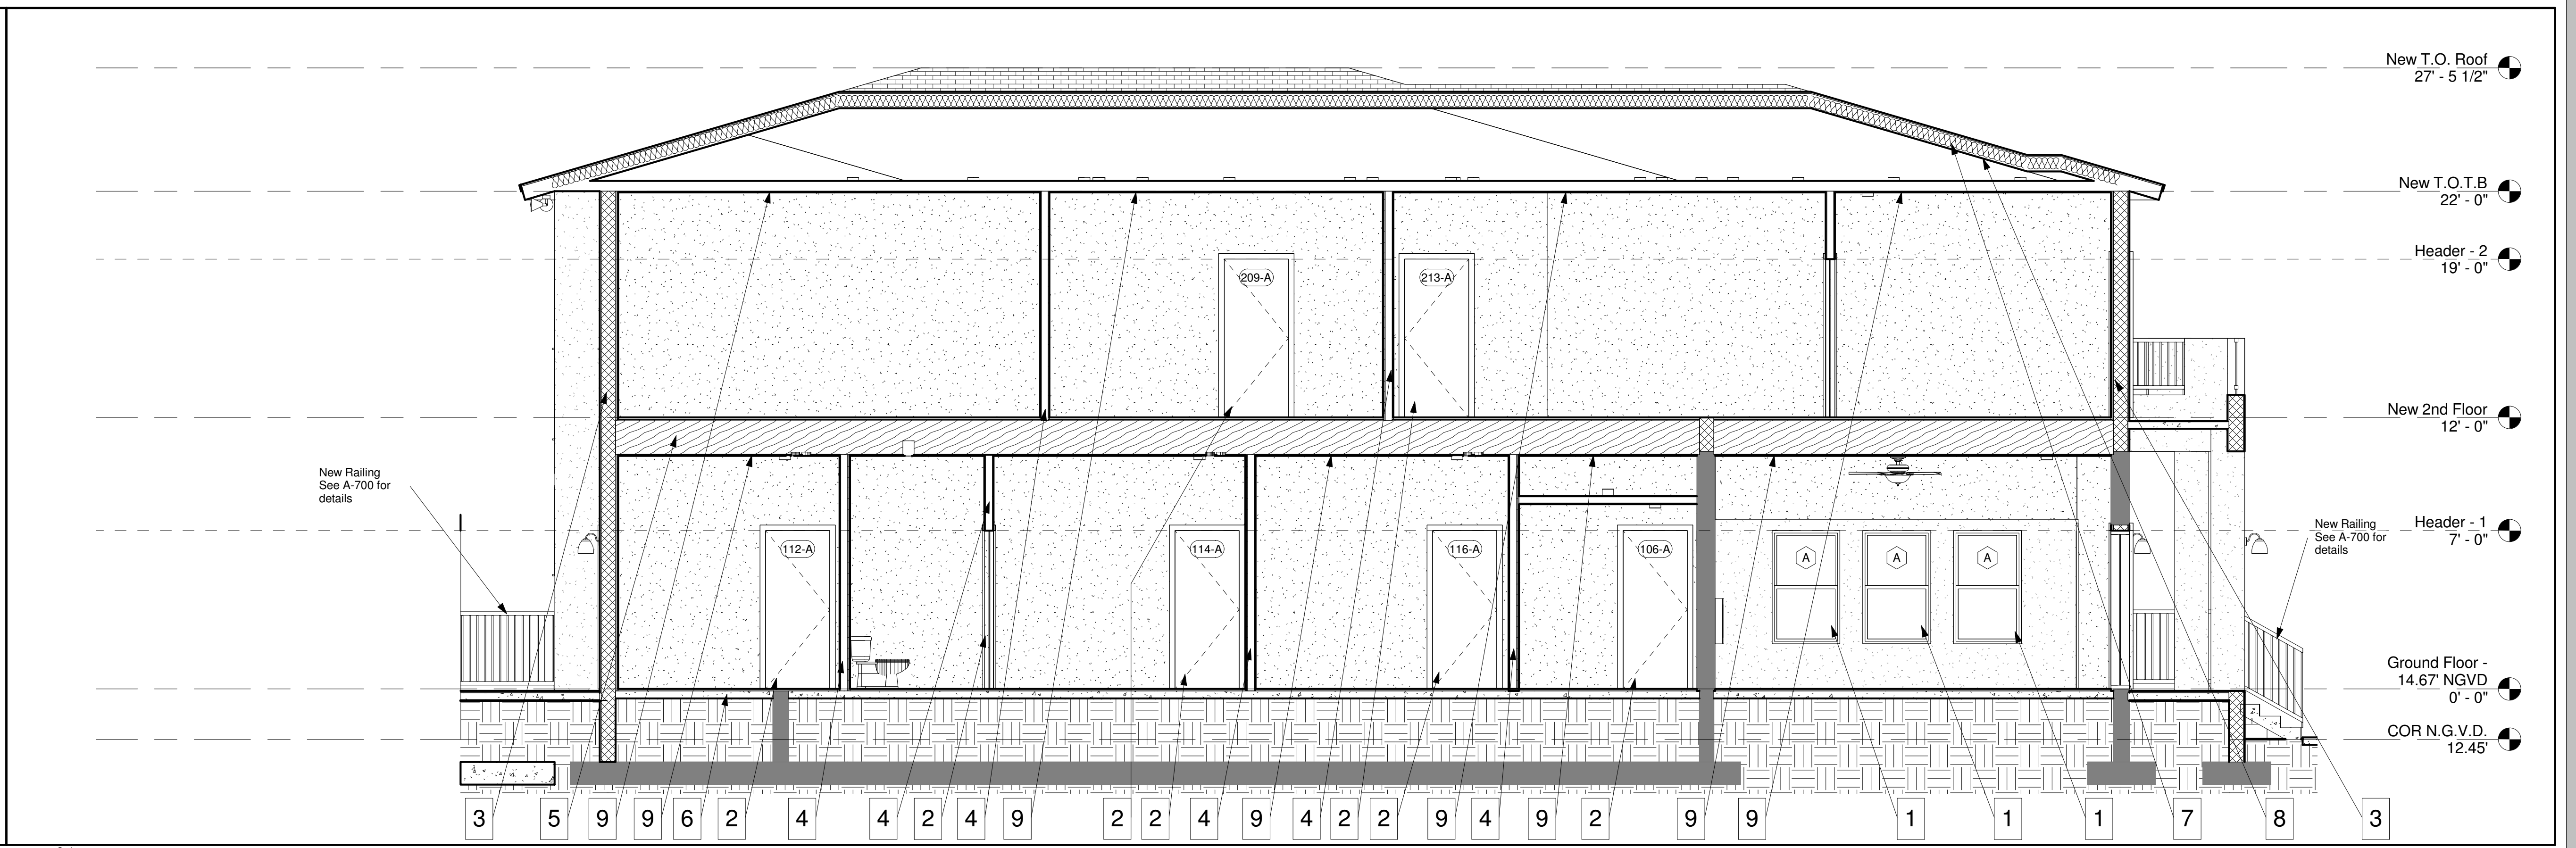 New T.O. Roof
27' - 5 1/2"
New T.O.T.B
22' - 0"
Header - 2
19' - 0"
209-A
213-A
New 2nd Floor
12' - 0"
New Railing
See A-700 for
details
Header - 1
7' - 0"
New Railing
See A-700 for
details
112-A
114-A
116-A
106-A
A
A
A
Ground Floor -
14.67' NGVD
0' - 0"
COR N.G.V.D.
12.45'
3 5 9 9 6 2 4 4 2 4 9 2 2 4 9 4 2 2 9 4 9 2 9 9 1 1 1 7 8 3